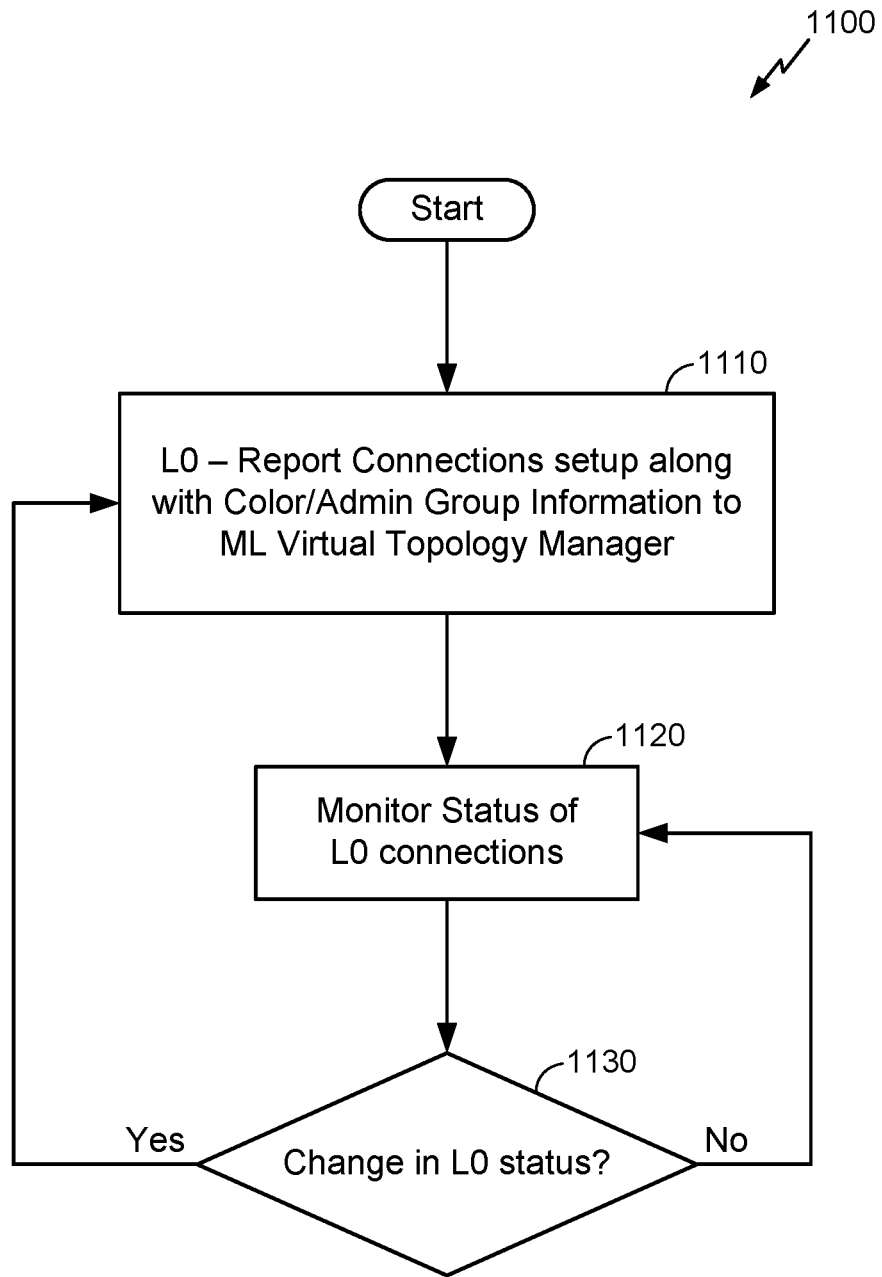 1100
Start
1110
L0 – Report Connections setup along
with Color/Admin Group Information to
ML Virtual Topology Manager
1120
Monitor Status of
L0 connections
1130
Yes
Change in L0 status?
No